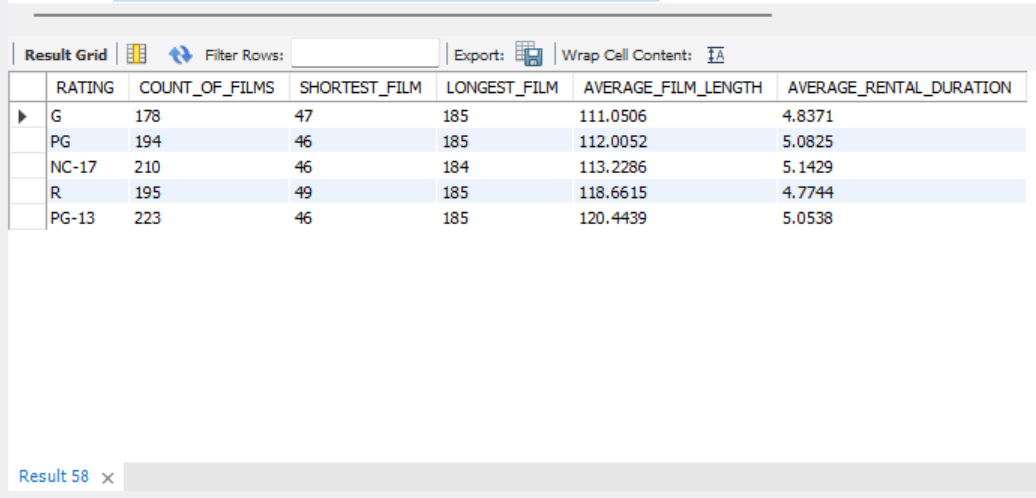 Result Grid Filter Rows: Export: Wrap Cell Content: IA
RATING COUNT_OF_FILMS SHORTEST_FILM LONGEST_FILM AVERAGE_FILM_LENGTH AVERAGE_RENTAL_DURATION
G 178 47 185 111.0506 4.8371
PG 194 46 185 112.0052 5.0825
NC-17 210 46 184 113.2286 5.1429
R 195 49 185 118.6615 4.7744
PG-13 223 46 185 120.4439 5.0538
Result 58